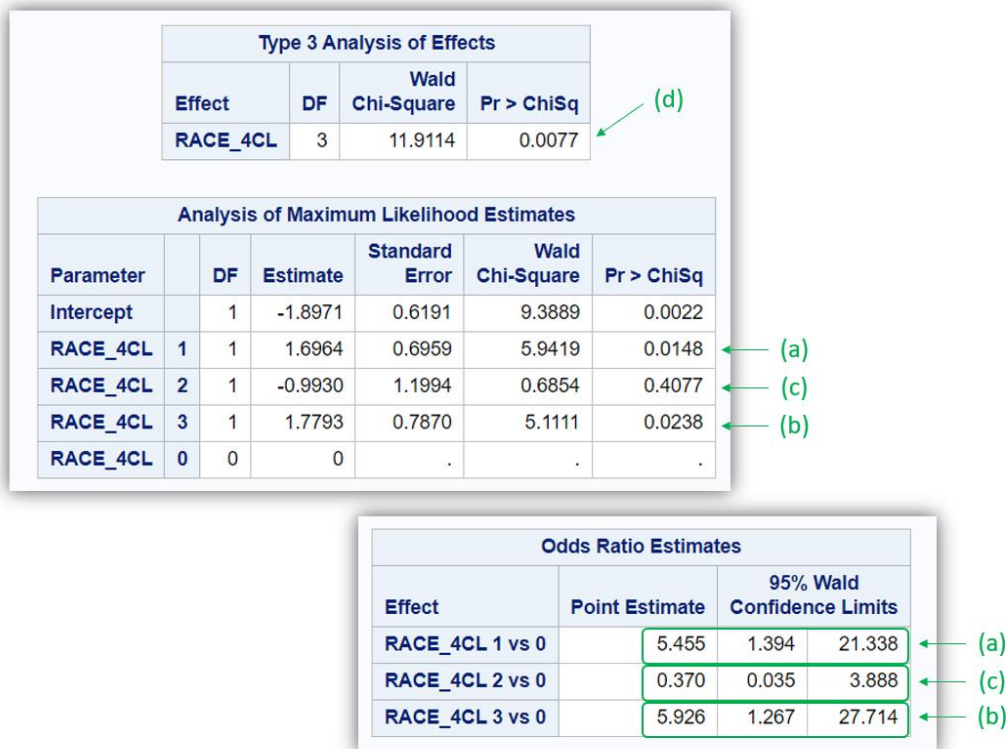 Type 3 Analysis of Effects
Effect DF Wald Chi-Square Pr > ChiSq
(d)
RACE_4CL 3 11.9114 0.0077
Analysis of Maximum Likelihood Estimates
Parameter DF Estimate Standard Error Wald Chi-Square Pr > ChiSq
Intercept 1 -1.8971 0.6191 9.3889 0.0022
RACE_4CL 1 1 1.6964 0.6959 5.9419 0.0148 (a)
RACE_4CL 2 1 -0.9930 1.1994 0.6854 0.4077 (c)
RACE_4CL 3 1 1.7793 0.7870 5.1111 0.0238 (b)
RACE_4CL 0 0 0 . . .
Odds Ratio Estimates
Effect Point Estimate 95% Wald Confidence Limits
RACE_4CL 1 vs 0 5.455 1.394 21.338 (a)
RACE_4CL 2 vs 0 0.370 0.035 3.888 (c)
RACE_4CL 3 vs 0 5.926 1.267 27.714 (b)